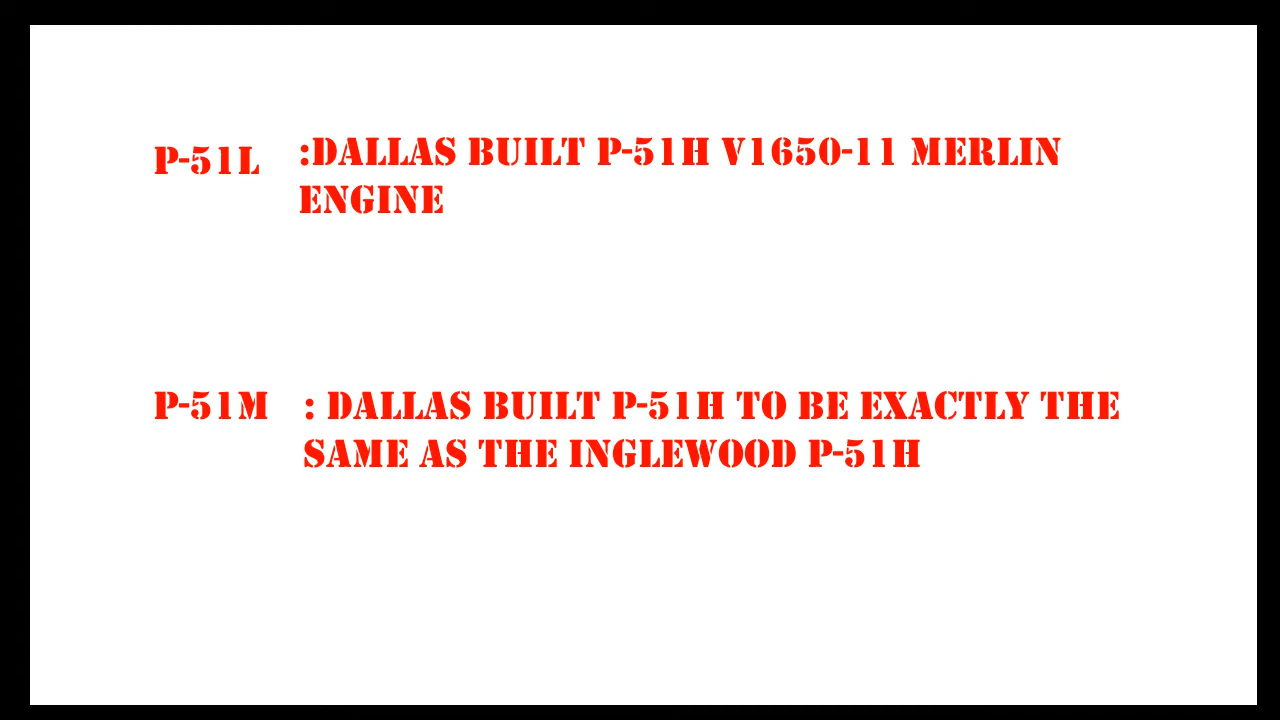 P-51L :DALLAS BUILT P-51H V1650-11 MERLIN
ENGINE
P-51M : DALLAS BUILT P-51H TO BE EXACTLY THE
SAME AS THE INGLEWOOD P-51H